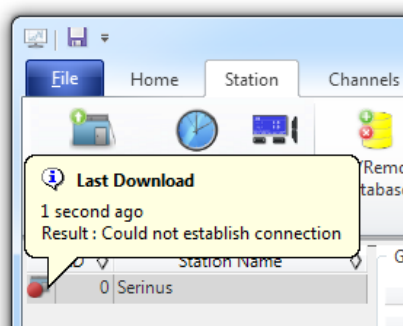 File Home Station Channels
Last Download
1 second ago
Result : Could not establish connection
Station Name
0 Serinus